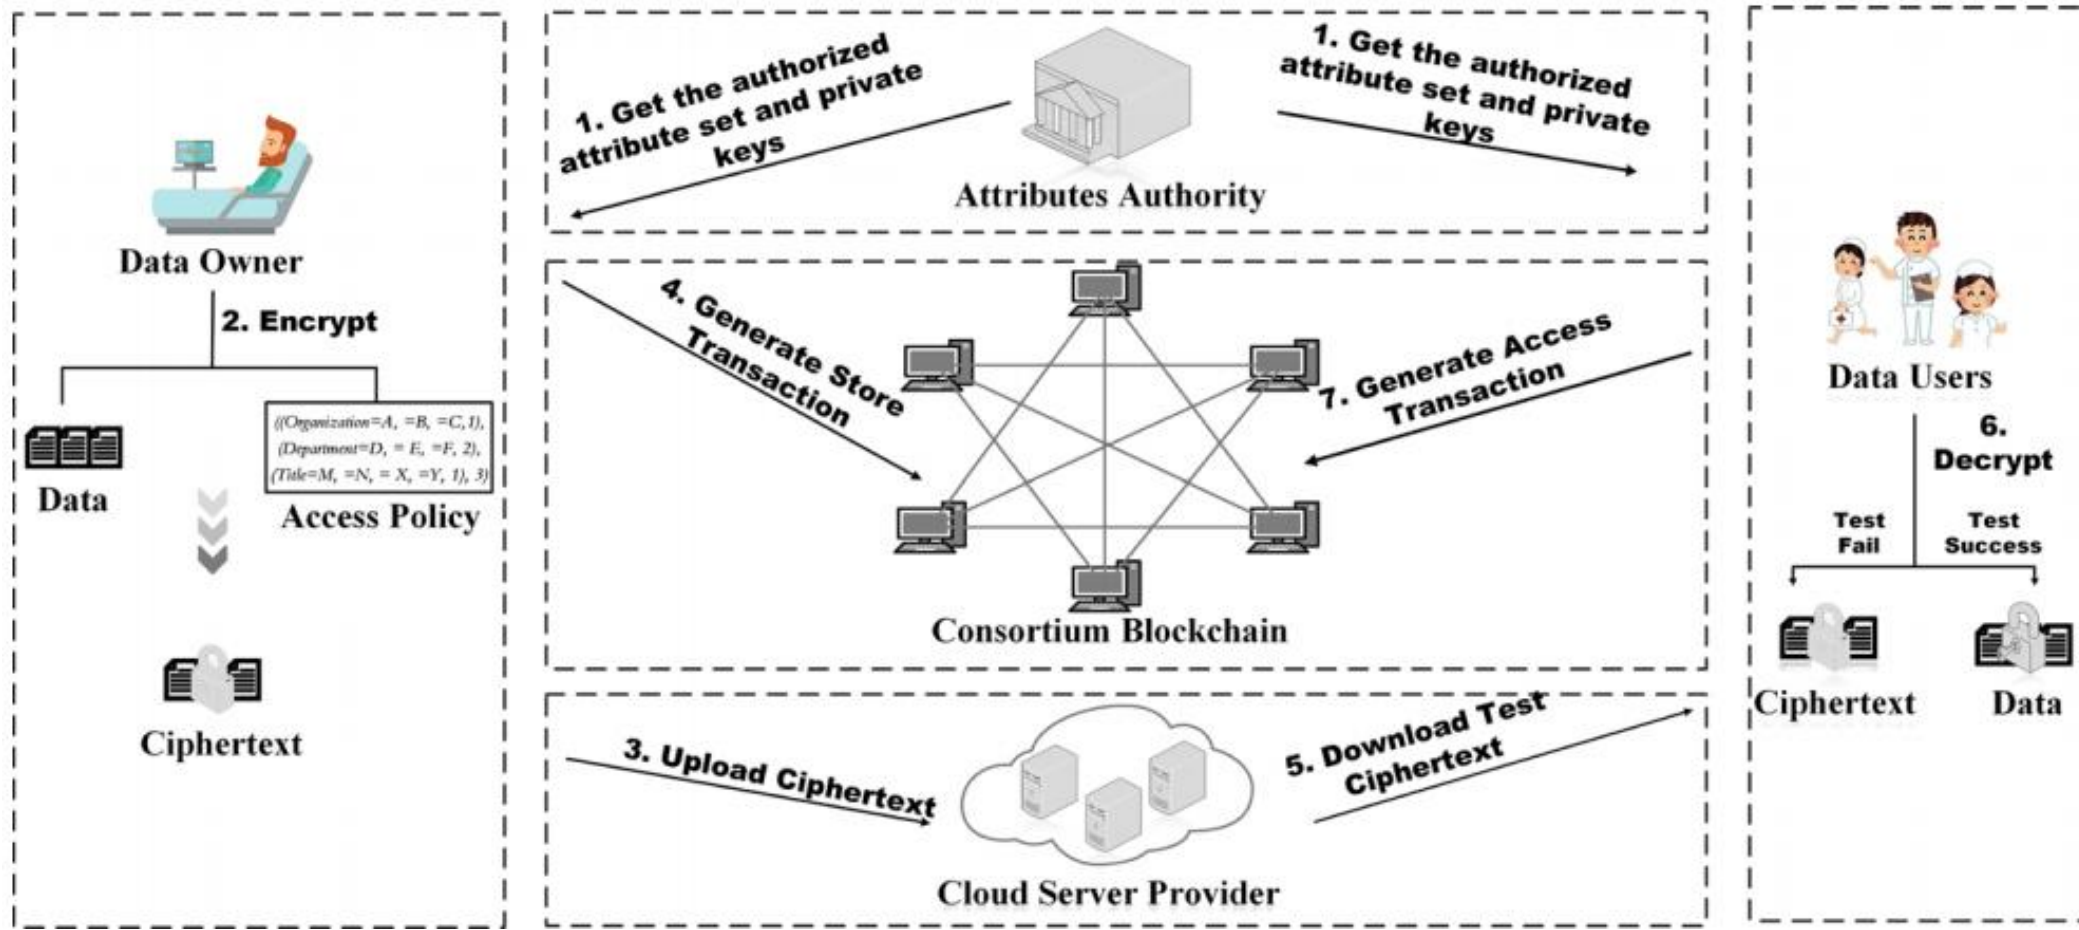 Data Owner
2. Encrypt
Data
((Organization=A, =B, =C,1),
(Department=D, = E, =F, 2),
(Title=M, =N, = X, =Y, 1), 3)
Access Policy
Ciphertext
1. Get the authorized
attribute set and private
keys
1. Get the authorized
attribute set and private
keys
Attributes Authority
4. Generate Store
Transaction
7. Generate Access
Transaction
Consortium Blockchain
3. Upload Ciphertext
5. Download Test
Ciphertext
Cloud Server Provider
Data Users
6.
Decrypt
Test
Fail
Test
Success
Ciphertext
Data